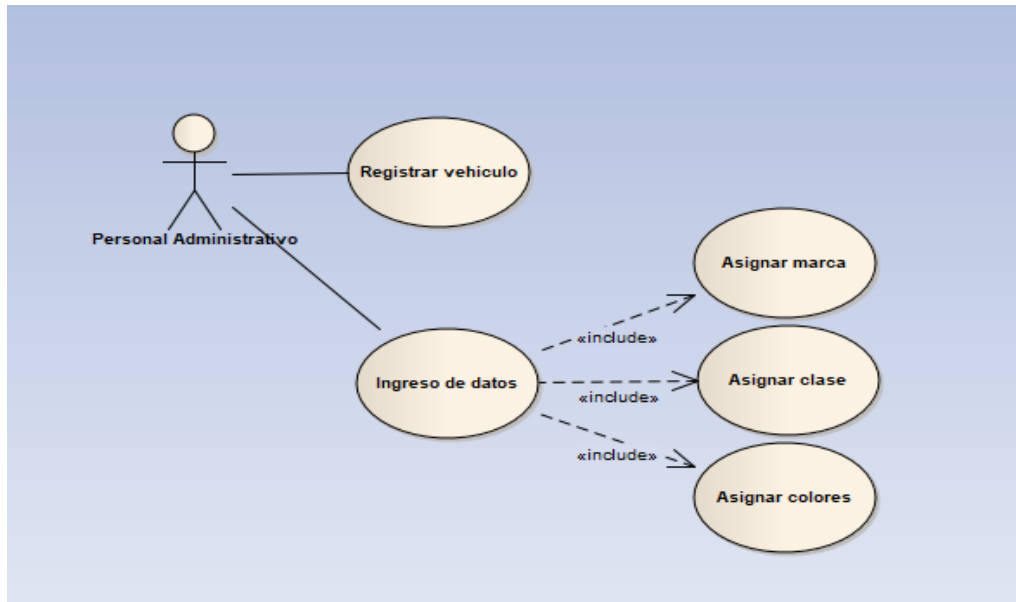 Registrar vehiculo
Personal Administrativo
Asignar marca
«include»
Ingreso de datos
Asignar clase
«include»
«include»
Asignar colores